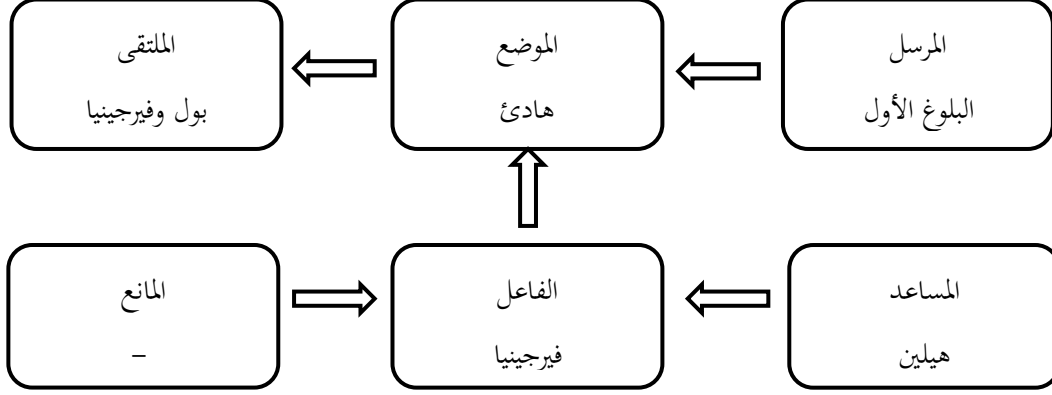 المرسل
البلوغ الأول
الموضع
هادئ
الملتقى
بول وفيرجينيا
المساعد
هيلين
الفاعل
فيرجينيا
المانع
–